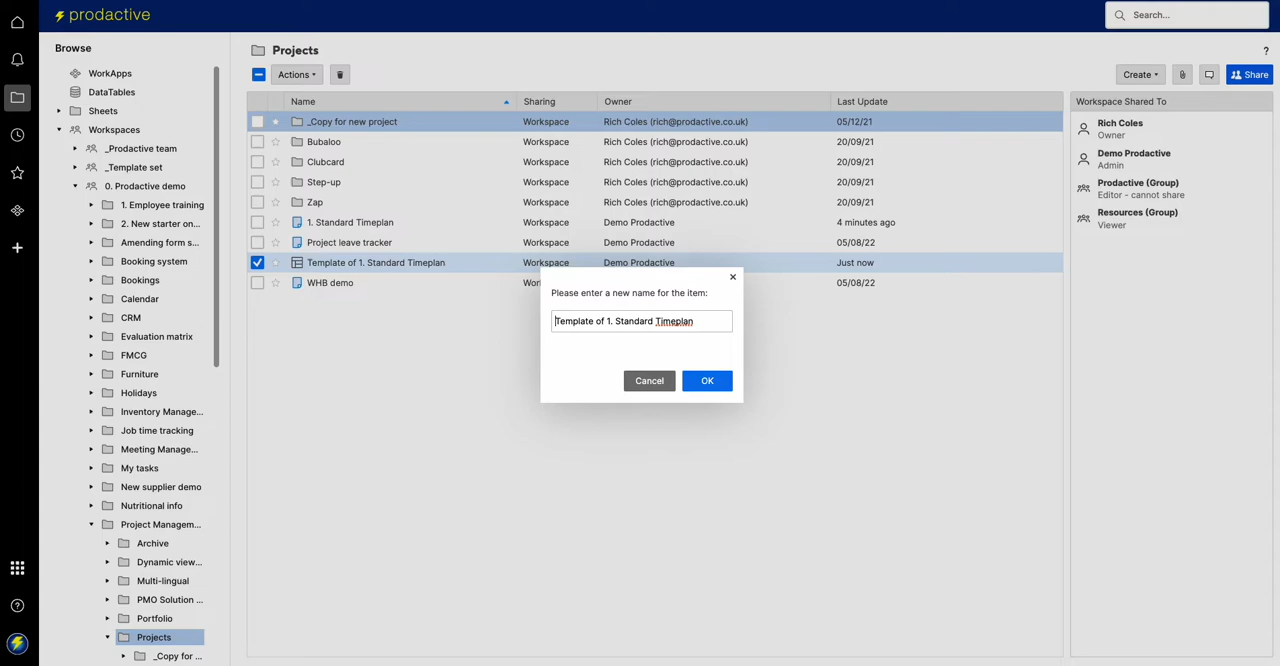 prodactive
Search...
Browse
WorkApps
DataTables
Sheets
Workspaces
_Prodactive team
_Template set
0. Prodactive demo
1. Employee training
2. New starter on...
Amending form s...
Booking system
Bookings
Calendar
CRM
Example matrix
FMCG
Furniture
Holidays
Inventory Manage...
Job time tracking
Meeting Manage...
My tasks
New supplier demo
Nutritional info
Project Managem...
Archive
Dynamic view...
Multi-lingual
PMO Solution ...
Portfolio
Projects
_Copy for ...
Projects
?
Actions
Create
Share
Name Sharing Owner Last Update
_Copy for new project Workspace Rich Coles (rich@prodactive.co.uk) 05/12/21
Bubaloo Workspace Rich Coles (rich@prodactive.co.uk) 20/09/21
Clubcard Workspace Rich Coles (rich@prodactive.co.uk) 20/09/21
Step-up Workspace Rich Coles (rich@prodactive.co.uk) 20/09/21
Zap Workspace Rich Coles (rich@prodactive.co.uk) 20/09/21
1. Standard Timeplan Workspace Demo Prodactive 4 minutes ago
Project leave tracker Workspace Demo Prodactive 05/08/22
Template of 1. Standard Timeplan Workspace Demo Prodactive Just now
WHB demo Wor 05/08/22
Please enter a new name for the item:
Template of 1. Standard Timeplan
Cancel OK
Workspace Shared To
Rich Coles
Owner
Demo Prodactive
Admin
Prodactive (Group)
Editor - cannot share
Resources (Group)
Viewer